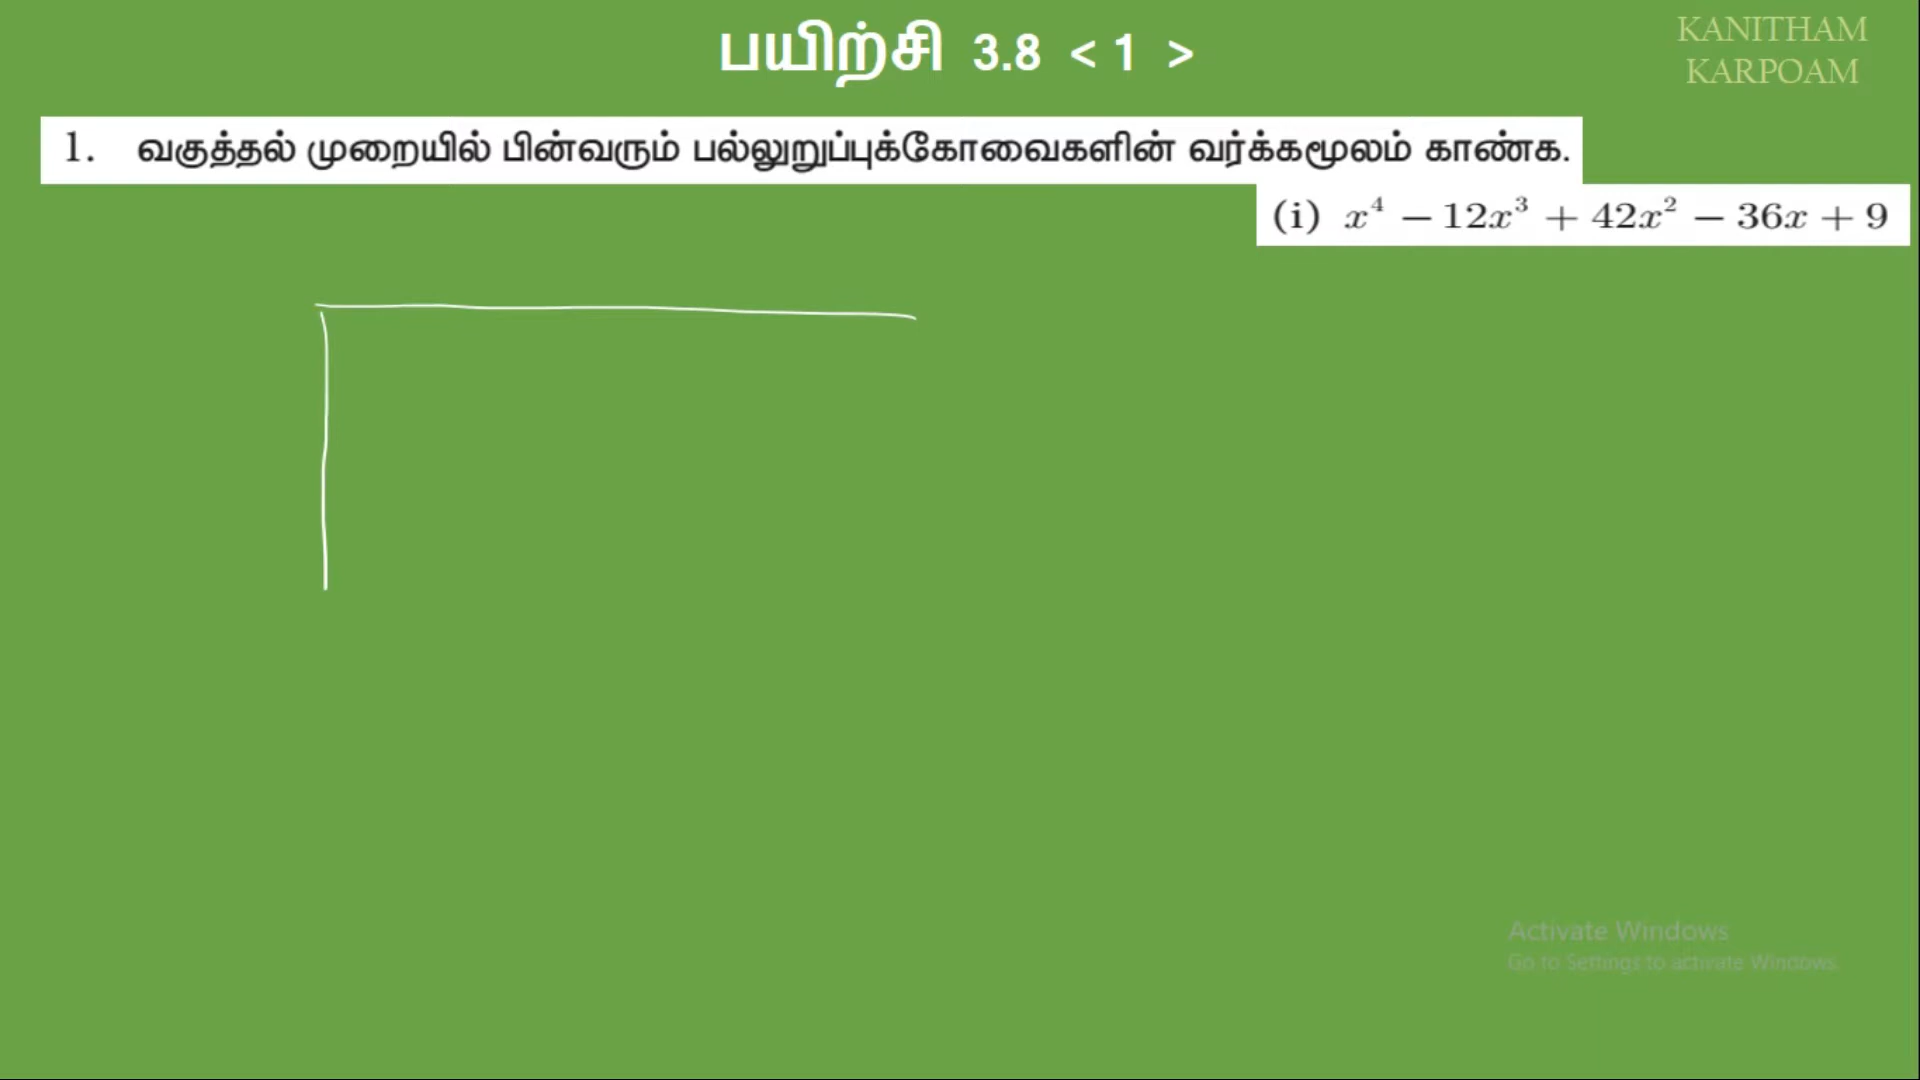 பயிற்சி 3.8 < 1 >
KANITHAM
KARPOAM
1. வகுத்தல் முறையில் பின்வரும் பல்லுறுப்புக்கோவைகளின் வர்க்கமூலம் காண்க.
(i) x⁴ − 12x³ + 42x² − 36x + 9
Activate Windows
Go to Settings to activate Windows.